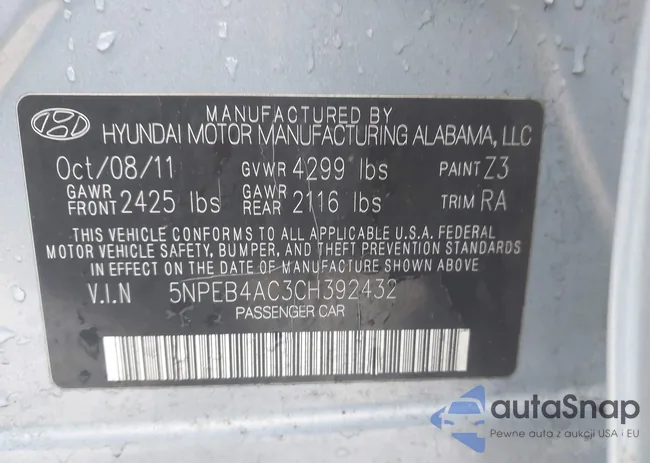 MANUFACTURED BY
HYUNDAI MOTOR MANUFACTURING ALABAMA, LLC
Oct/08/11 GVWR 4299 lbs PAINT Z3
GAWR FRONT 2425 lbs GAWR REAR 2116 lbs TRIM RA
THIS VEHICLE CONFORMS TO ALL APPLICABLE U.S.A. FEDERAL
MOTOR VEHICLE SAFETY, BUMPER, AND THEFT PREVENTION STANDARDS
IN EFFECT ON THE DATE OF MANUFACTURE SHOWN ABOVE.
V.I.N 5NPEB4AC3CH392432
PASSENGER CAR
autaSnap
Pewne auta z aukcji USA i EU